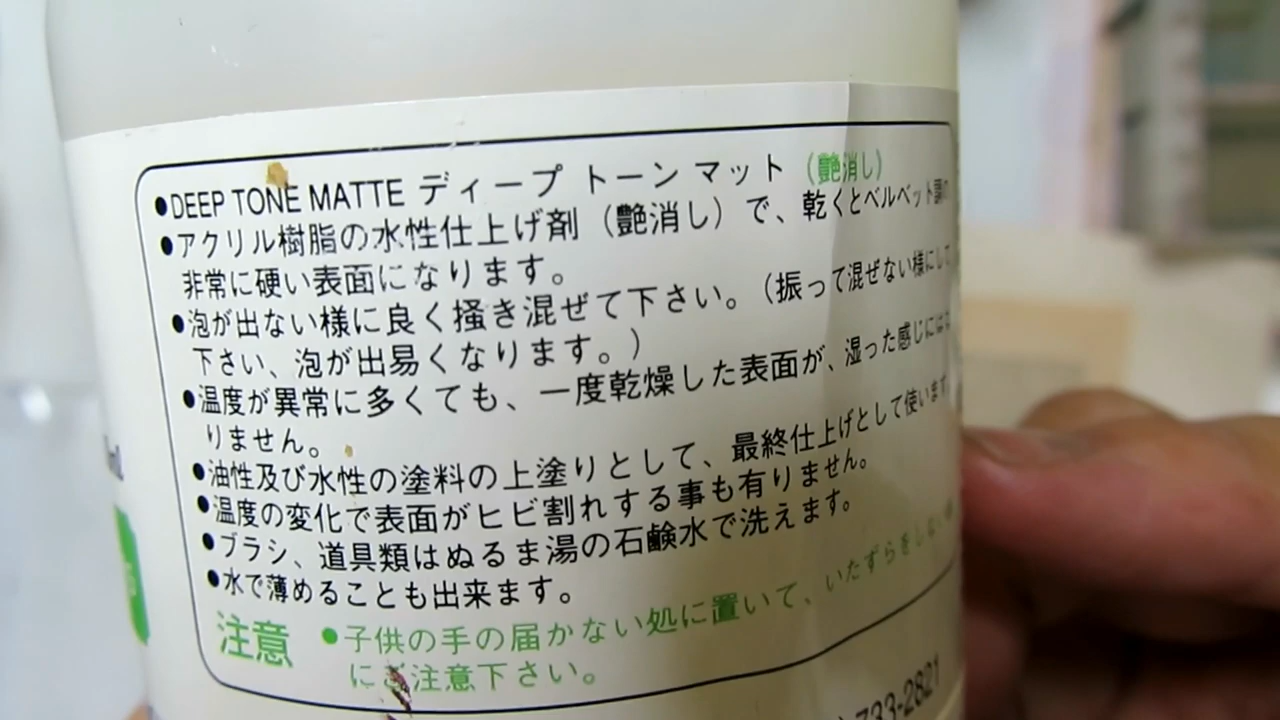 ●DEEP TONE MATTE ディープ トーン マット (艶消し)
●アクリル樹脂の水性仕上げ剤(艶消し)で、乾くとベルベット調の
非常に硬い表面になります。
●泡が出ない様に良く掻き混ぜて下さい。(振って混ぜない様にして
下さい、泡が出易くなります。)
●温度が異常に多くても、一度乾燥した表面が、湿った感じには
りません。
●油性及び水性の塗料の上塗りとして、最終仕上げとして使います
●温度の変化で表面がヒビ割れする事も有りません。
●ブラシ、道具類はぬるま湯の石鹸水で洗えます。
●水で薄めることも出来ます。
注意 ●子供の手の届かない処に置いて、いたずらをしない
にご注意下さい。
733-2821